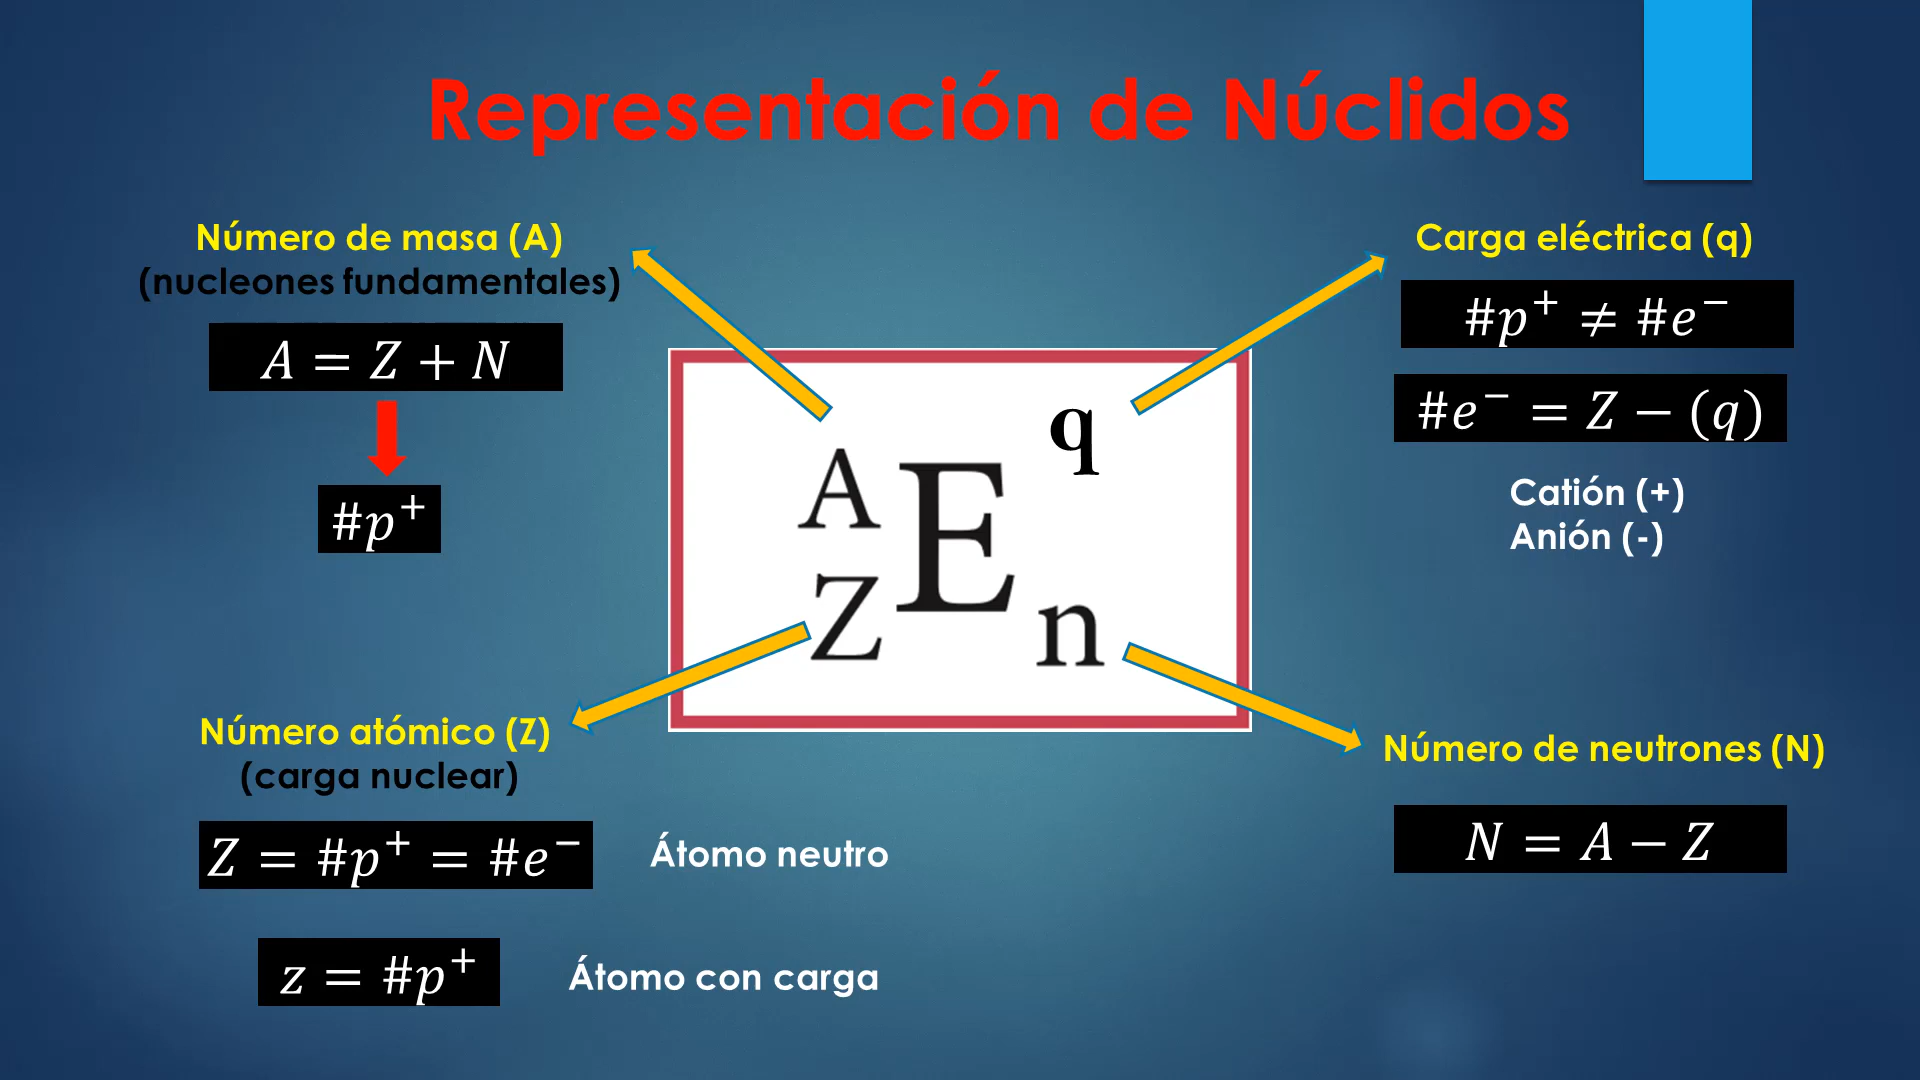 Representación de Núclidos
Número de masa (A)
(nucleones fundamentales)
A = Z + N
#p⁺
Carga eléctrica (q)
#p⁺ ≠ #e⁻
#e⁻ = Z − (q)
Catión (+)
Anión (-)
A
Z
E
q
n
Número atómico (Z)
(carga nuclear)
Z = #p⁺ = #e⁻
Átomo neutro
z = #p⁺
Átomo con carga
Número de neutrones (N)
N = A − Z